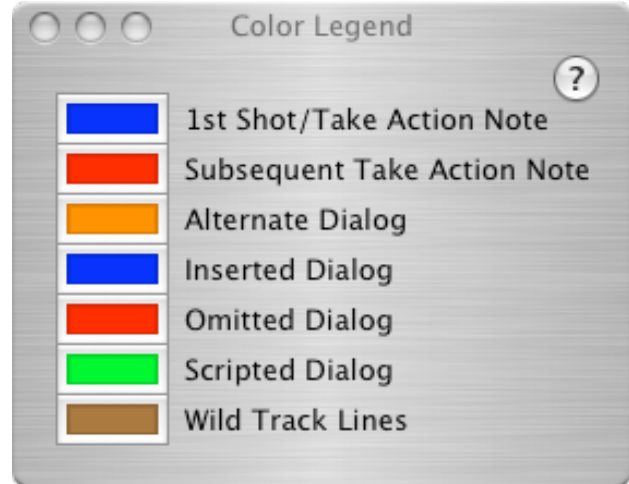 Color Legend
?
1st Shot/Take Action Note
Subsequent Take Action Note
Alternate Dialog
Inserted Dialog
Omitted Dialog
Scripted Dialog
Wild Track Lines